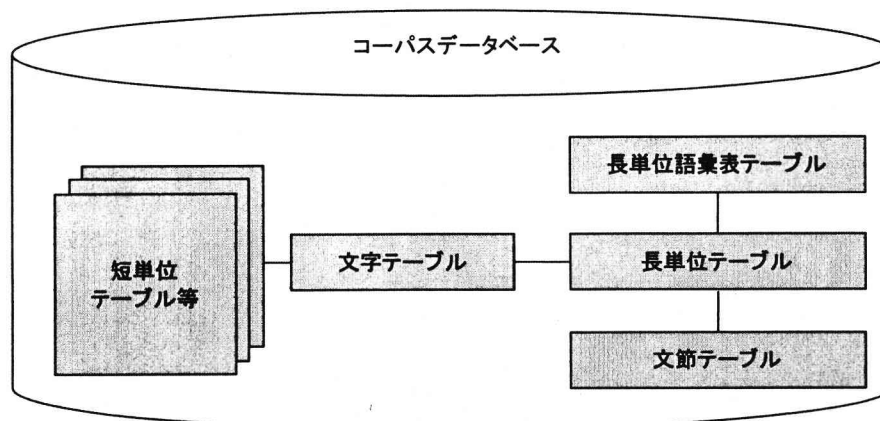 コーパスデータベース
長単位語彙表テーブル
短単位
テーブル等
文字テーブル
長単位テーブル
文節テーブル